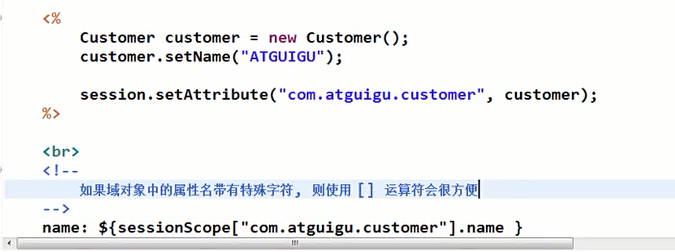 <%
Customer customer = new Customer();
customer.setName("ATGUIGU");
session.setAttribute("com.atguigu.customer", customer);
%>
<br>
<!--
如果域对象中的属性名带有特殊字符, 则使用 [] 运算符会很方便
-->
name: ${sessionScope["com.atguigu.customer"].name }